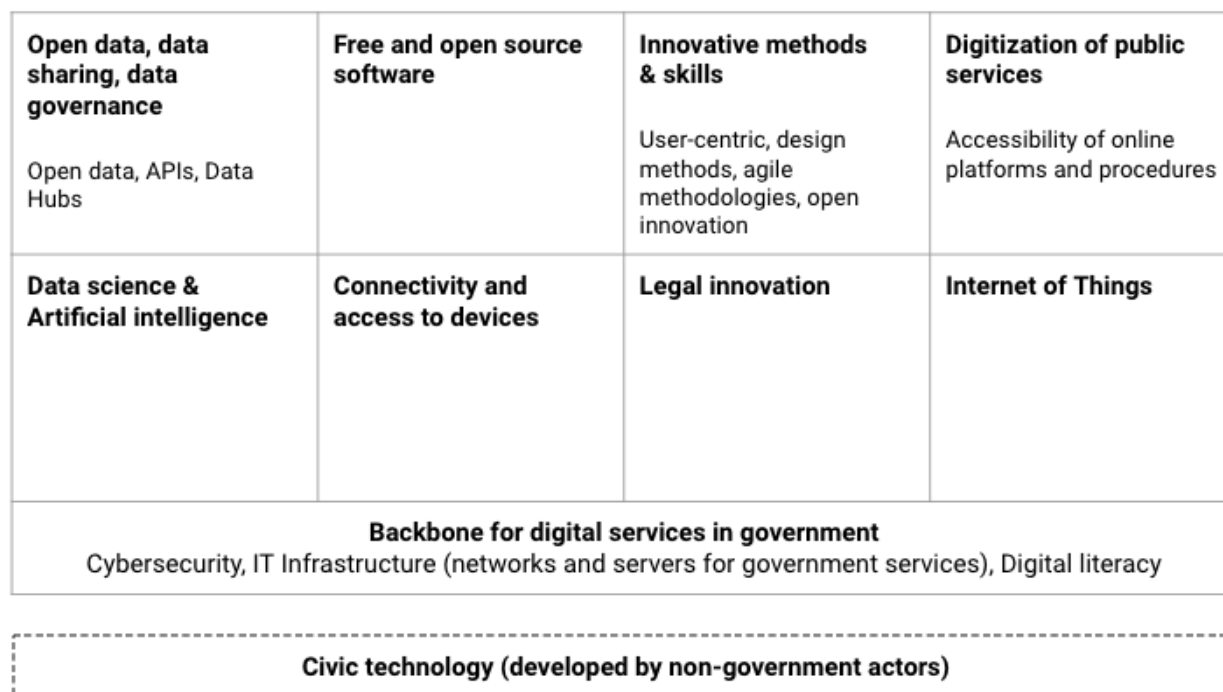 Open data, data
sharing, data
governance
Open data, APIs, Data
Hubs
Free and open source
software
Innovative methods
& skills
User-centric, design
methods, agile
methodologies, open
innovation
Digitization of public
services
Accessibility of online
platforms and procedures
Data science &
Artificial intelligence
Connectivity and
access to devices
Legal innovation
Internet of Things
Backbone for digital services in government
Cybersecurity, IT Infrastructure (networks and servers for government services), Digital literacy
Civic technology (developed by non-government actors)